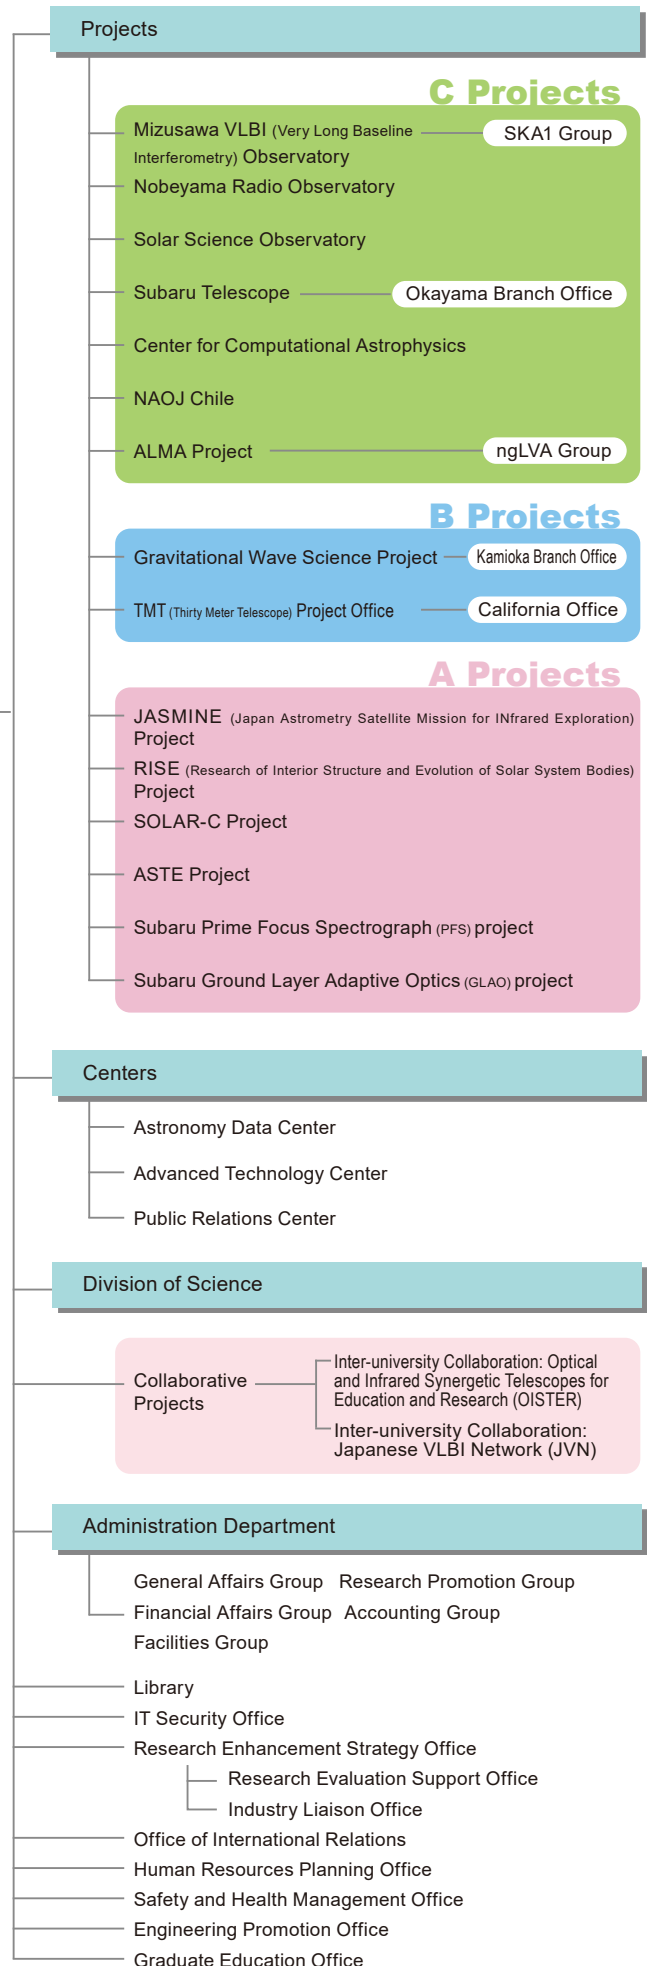 Projects
C Projects
Mizusawa VLBI (Very Long Baseline
Interferometry) Observatory
SKA1 Group
Nobeyama Radio Observatory
Solar Science Observatory
Subaru Telescope
Okayama Branch Office
Center for Computational Astrophysics
NAOJ Chile
ALMA Project
ngLVA Group
B Projects
Gravitational Wave Science Project
Kamioka Branch Office
TMT (Thirty Meter Telescope) Project Office
California Office
A Projects
JASMINE (Japan Astrometry Satellite Mission for INfrared Exploration)
Project
RISE (Research of Interior Structure and Evolution of Solar System Bodies)
Project
SOLAR-C Project
ASTE Project
Subaru Prime Focus Spectrograph (PFS) project
Subaru Ground Layer Adaptive Optics (GLAO) project
Centers
Astronomy Data Center
Advanced Technology Center
Public Relations Center
Division of Science
Collaborative
Projects
Inter-university Collaboration: Optical
and Infrared Synergetic Telescopes for
Education and Research (OISTER)
Inter-university Collaboration:
Japanese VLBI Network (JVN)
Administration Department
General Affairs Group Research Promotion Group
Financial Affairs Group Accounting Group
Facilities Group
Library
IT Security Office
Research Enhancement Strategy Office
Research Evaluation Support Office
Industry Liaison Office
Office of International Relations
Human Resources Planning Office
Safety and Health Management Office
Engineering Promotion Office
Graduate Education Office